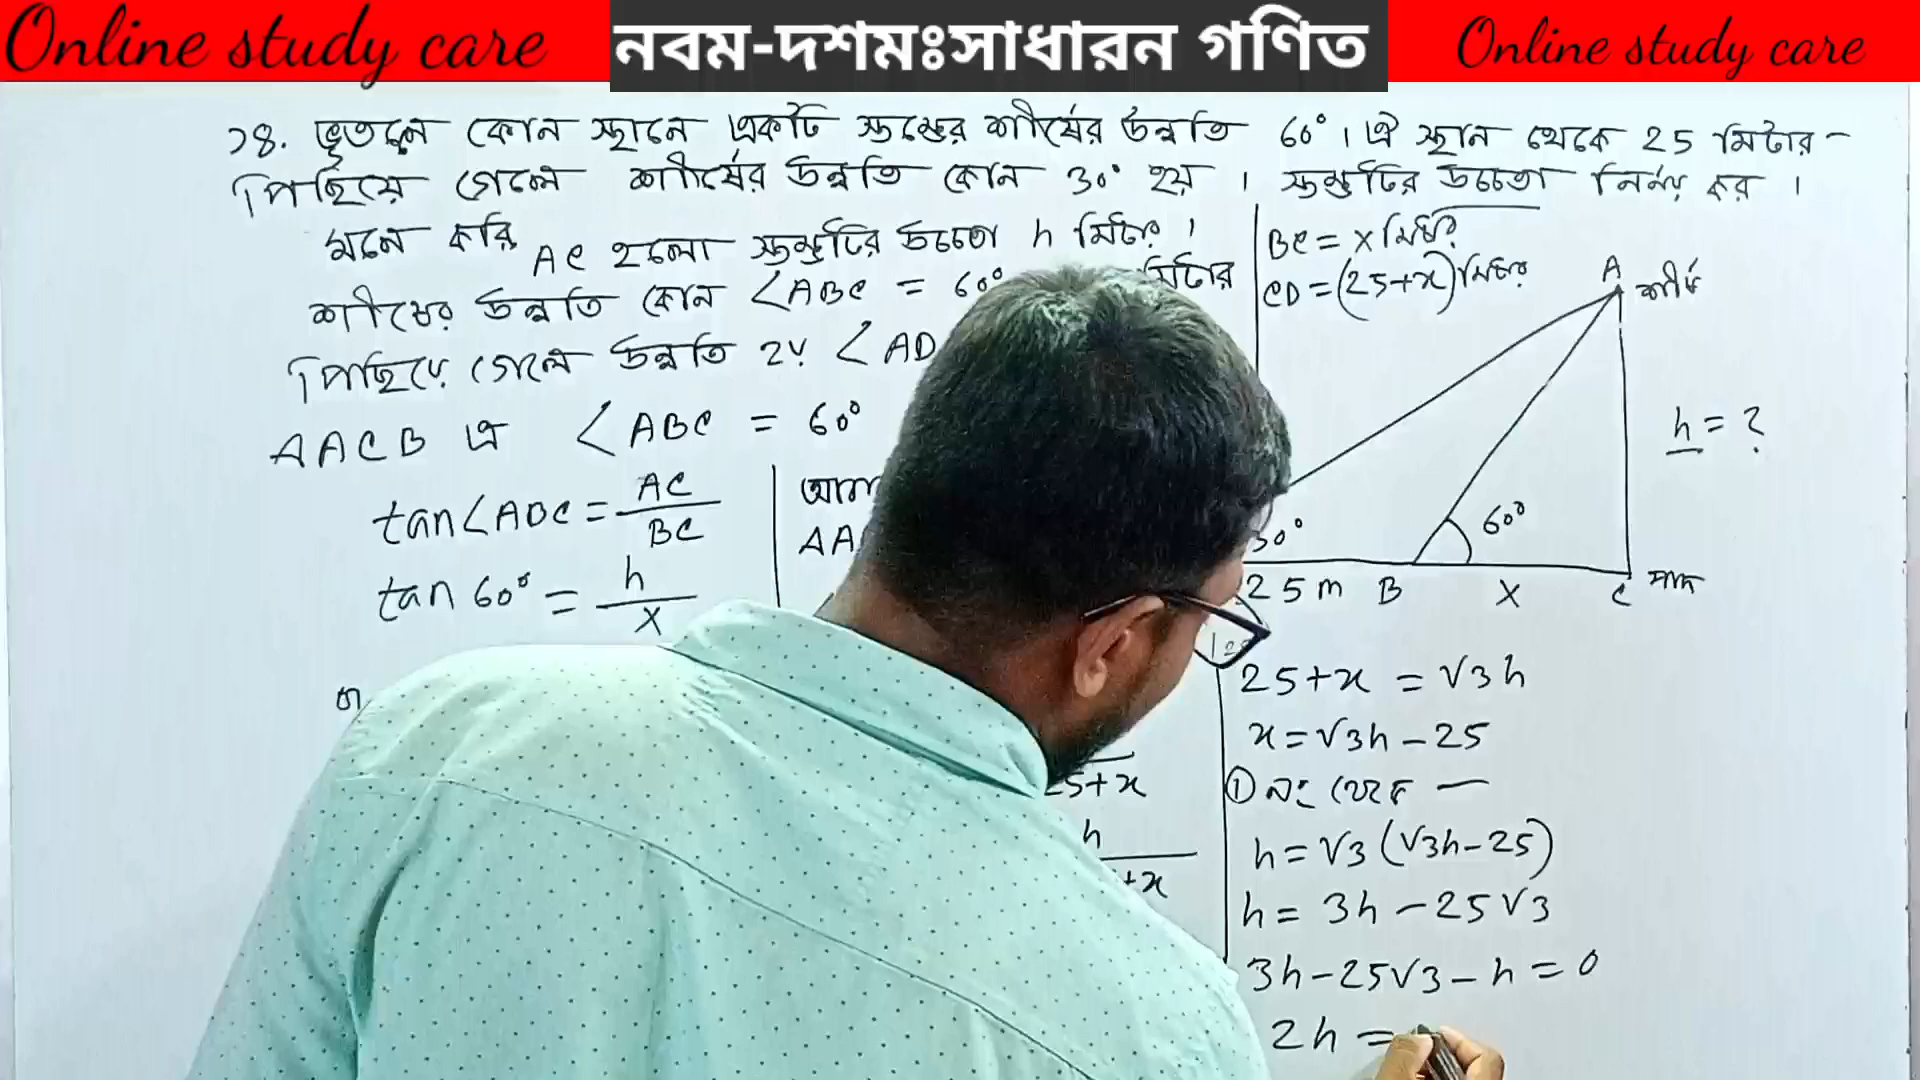 Online study care
নবম-দশমঃসাধারন গণিত
Online study care
১৪. ভূতলে কোন স্থানে একটি স্তম্ভের শীর্ষের উন্নতি 60°। ঐ স্থান থেকে 25 মিটার -
পিছিয়ে গেলে শীর্ষের উন্নতি কোন 30° হয়। স্তম্ভটির উচ্চতা নির্নয় কর।
মনে করি, AC হলো স্তম্ভটির উচ্চতা h মিটার।
শীর্ষের উন্নতি কোন ∠ABC = 60° মিটার
পিছিয়ে গেলে উন্নতি হয় ∠AD
ΔACB এ ∠ABC = 60°
tan∠ABC = AC/BC
tan 60° = h/x
BC = x মিটার
CD = (25+x) মিটার
A শীর্ষ
h = ?
60°
30°
25 m B x C পাদ
5+x
h
+x
25+x = √3h
x = √3h - 25
① নং থেকে —
h = √3 (√3h-25)
h = 3h - 25√3
3h - 25√3 - h = 0
2h =